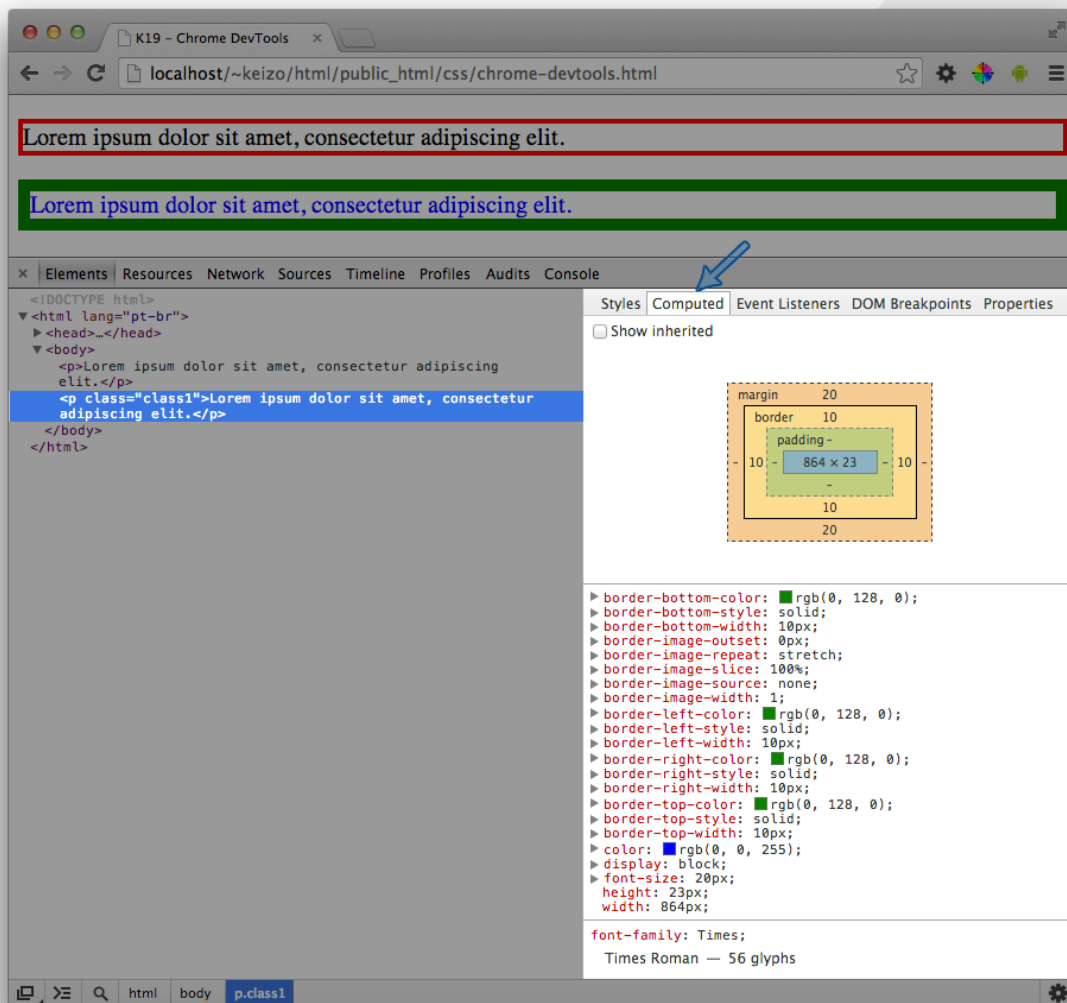 K19 – Chrome DevTools ×
localhost/~keizo/html/public_html/css/chrome-devtools.html
Lorem ipsum dolor sit amet, consectetur adipiscing elit.
Lorem ipsum dolor sit amet, consectetur adipiscing elit.
× Elements Resources Network Sources Timeline Profiles Audits Console
<!DOCTYPE html>
▼<html lang="pt-br">
▶<head>…</head>
▼<body>
<p>Lorem ipsum dolor sit amet, consectetur adipiscing
elit.</p>
<p class="class1">Lorem ipsum dolor sit amet, consectetur
adipiscing elit.</p>
</body>
</html>
Styles Computed Event Listeners DOM Breakpoints Properties
Show inherited
margin 20
border 10
padding -
- 10 - 864 × 23 - 10 -
-
10
20
border-bottom-color: rgb(0, 128, 0);
border-bottom-style: solid;
border-bottom-width: 10px;
border-image-outset: 0px;
border-image-repeat: stretch;
border-image-slice: 100%;
border-image-source: none;
border-image-width: 1;
border-left-color: rgb(0, 128, 0);
border-left-style: solid;
border-left-width: 10px;
border-right-color: rgb(0, 128, 0);
border-right-style: solid;
border-right-width: 10px;
border-top-color: rgb(0, 128, 0);
border-top-style: solid;
border-top-width: 10px;
color: rgb(0, 0, 255);
display: block;
font-size: 20px;
height: 23px;
width: 864px;
font-family: Times;
Times Roman — 56 glyphs
html body p.class1